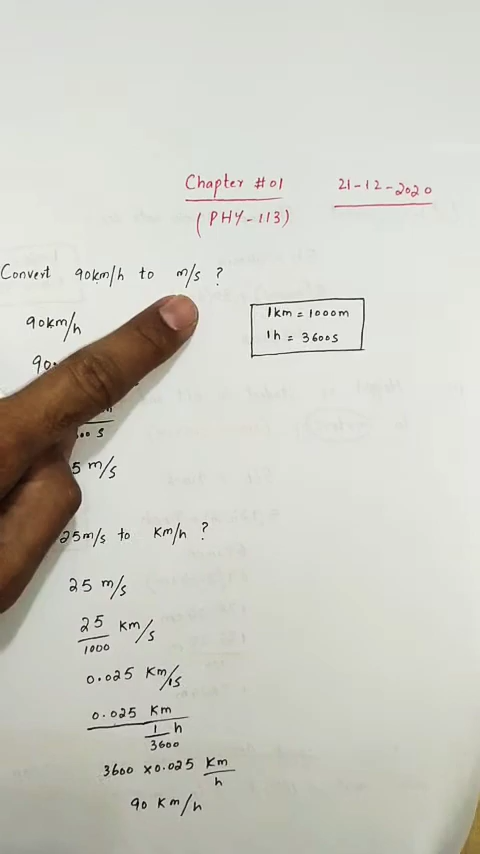 Chapter #01 21-12-2020
(PHY-113)
Convert 90km/h to m/s ?
90km/h
1km = 1000m
1h = 3600s
90
5 m/s
25m/s to Km/h ?
25 m/s
25/1000 Km/s
0.025 Km/s
0.025 Km
1/3600 h
3600 x 0.025 Km/h
90 Km/h